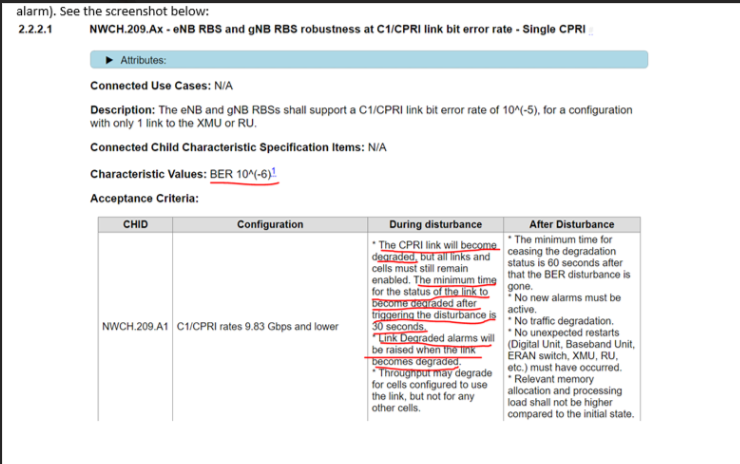 alarm). See the screenshot below:
2.2.2.1 NWCH.209.Ax - eNB RBS and gNB RBS robustness at C1/CPRI link bit error rate - Single CPRI
Attributes:
Connected Use Cases: N/A
Description: The eNB and gNB RBSs shall support a C1/CPRI link bit error rate of 10^(-5), for a configuration
with only 1 link to the XMU or RU.
Connected Child Characteristic Specification Items: N/A
Characteristic Values: BER 10^(-6)1
Acceptance Criteria:
CHID Configuration During disturbance After Disturbance
NWCH.209.A1 C1/CPRI rates 9.83 Gbps and lower
* The CPRI link will become
degraded, but all links and
cells must still remain
enabled. The minimum time
for the status of the link to
become degraded after
triggering the disturbance is
30 seconds.
* Link Degraded alarms will
be raised when the link
becomes degraded.
* Throughput may degrade
for cells configured to use
the link, but not for any
other cells.
* The minimum time for
ceasing the degradation
status is 60 seconds after
that the BER disturbance is
gone.
* No new alarms must be
active.
* No traffic degradation.
* No unexpected restarts
(Digital Unit, Baseband Unit,
ERAN switch, XMU, RU,
etc.) must have occurred.
* Relevant memory
allocation and processing
load shall not be higher
compared to the initial state.